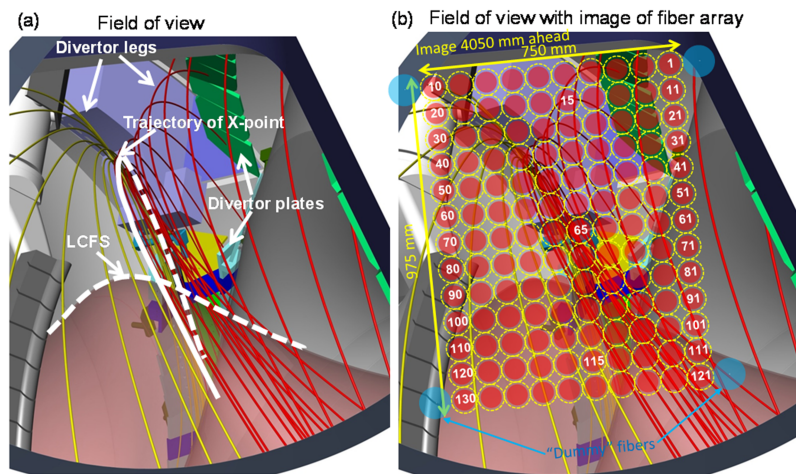 (a)
Field of view
Divertor legs
Trajectory of X-point
Divertor plates
LCFS
(b)
Field of view with image of fiber array
Image 4050 mm ahead
750 mm
975 mm
1
10
11
15
20
21
30
31
40
41
50
51
60
61
65
70
71
80
81
90
91
100
101
110
111
115
120
121
130
fibers